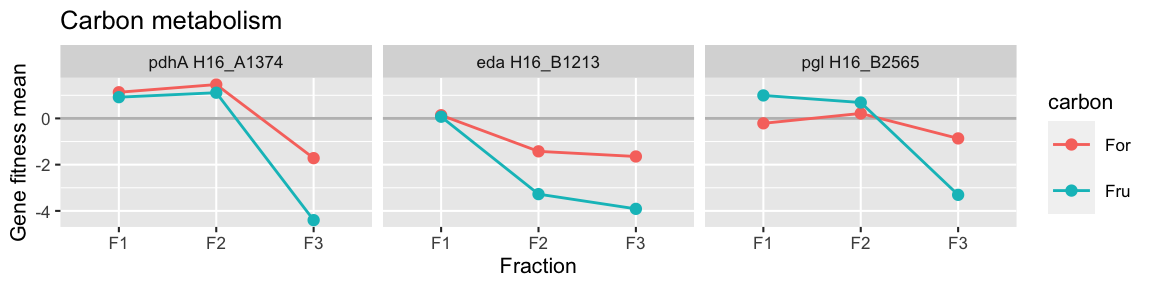 Carbon metabolism
pdhA H16_A1374
eda H16_B1213
pgl H16_B2565
Gene fitness mean
0
-2
-4
F1 F2 F3
F1 F2 F3
F1 F2 F3
Fraction
carbon
For
Fru